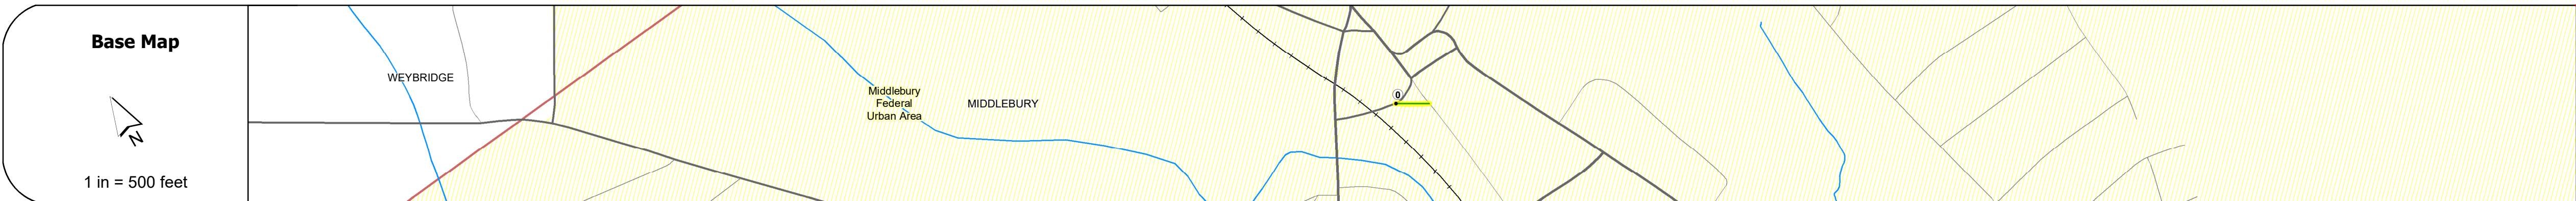 Base Map
N
1 in = 500 feet
WEYBRIDGE
Middlebury
Federal
Urban Area
MIDDLEBURY
0